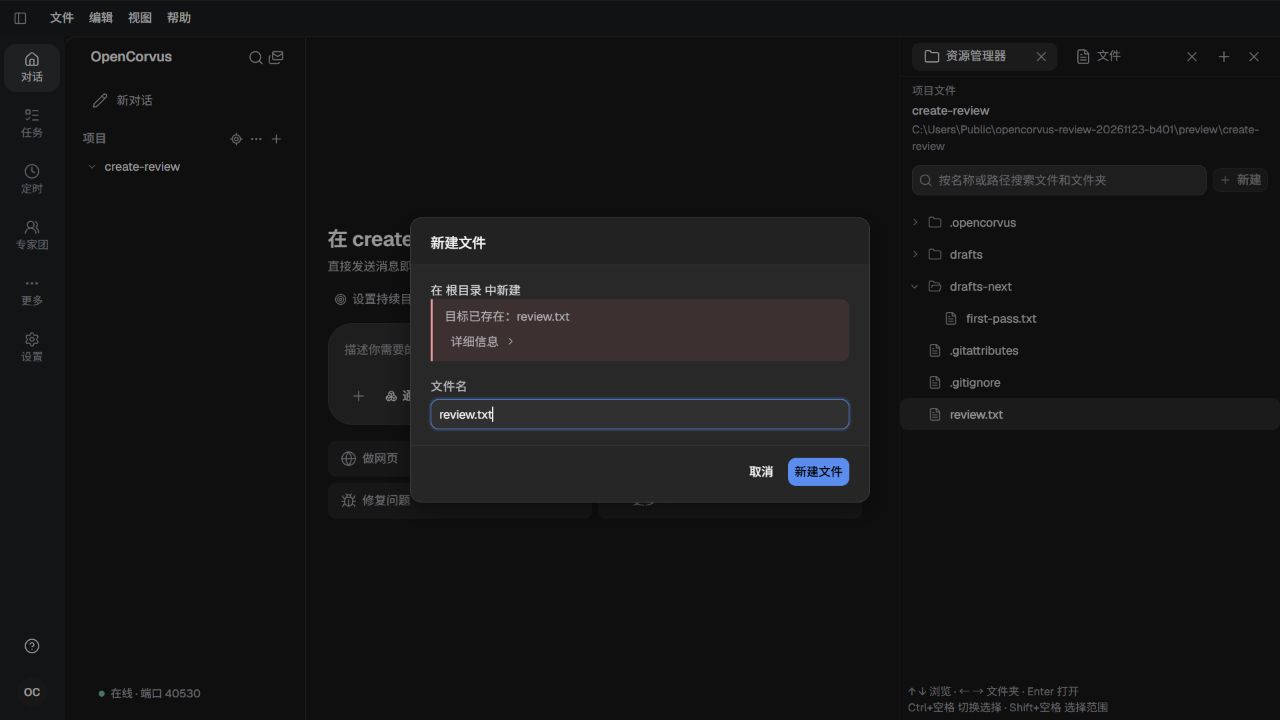 文件 编辑 视图 帮助
对话
任务
定时
专家团
更多
设置
OC
OpenCorvus
新对话
项目
create-review
在线 · 端口 40530
在 create
直接发送消息即
设置持续目
描述你需要的
通
做网页
修复问题
新建文件
在 根目录 中新建
目标已存在：review.txt
详细信息
文件名
review.txt
取消 新建文件
资源管理器 文件
项目文件
create-review
C:\Users\Public\opencorvus-review-20261123-b401\preview\create-
review
按名称或路径搜索文件和文件夹 新建
.opencorvus
drafts
drafts-next
first-pass.txt
.gitattributes
.gitignore
review.txt
↑↓ 浏览 · ← → 文件夹 · Enter 打开
Ctrl+空格 切换选择 · Shift+空格 选择范围